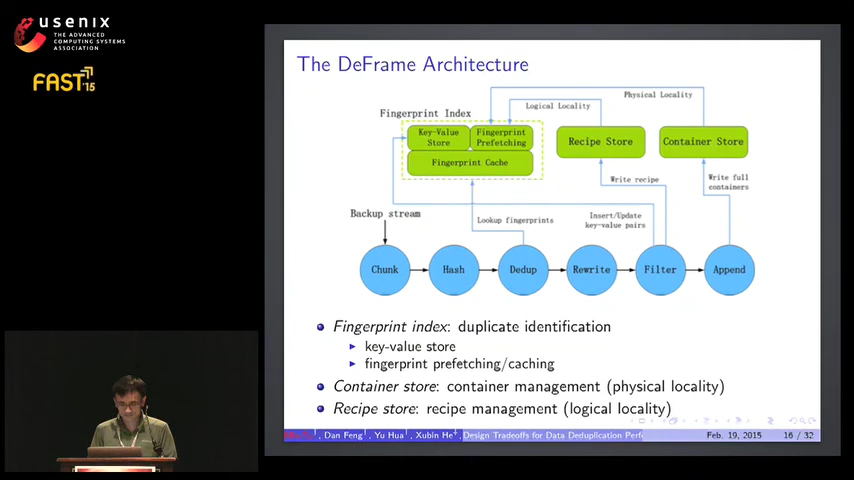 usenix
THE ADVANCED
COMPUTING SYSTEMS
ASSOCIATION
FAST '15
The DeFrame Architecture
Physical Locality
Logical Locality
Fingerprint Index
Key-Value
Store
Fingerprint
Prefetching
Fingerprint Cache
Recipe Store
Container Store
Write recipe
Write full
containers
Backup stream
Lookup fingerprints
Insert/Update
key-value pairs
Chunk
Hash
Dedup
Rewrite
Filter
Append
Fingerprint index: duplicate identification
key-value store
fingerprint prefetching/caching
Container store: container management (physical locality)
Recipe store: recipe management (logical locality)
, Dan Feng†, Yu Hua†, Xubin He‡, Design Tradeoffs for Data Deduplication Perf
Feb. 19, 2015
16 / 32